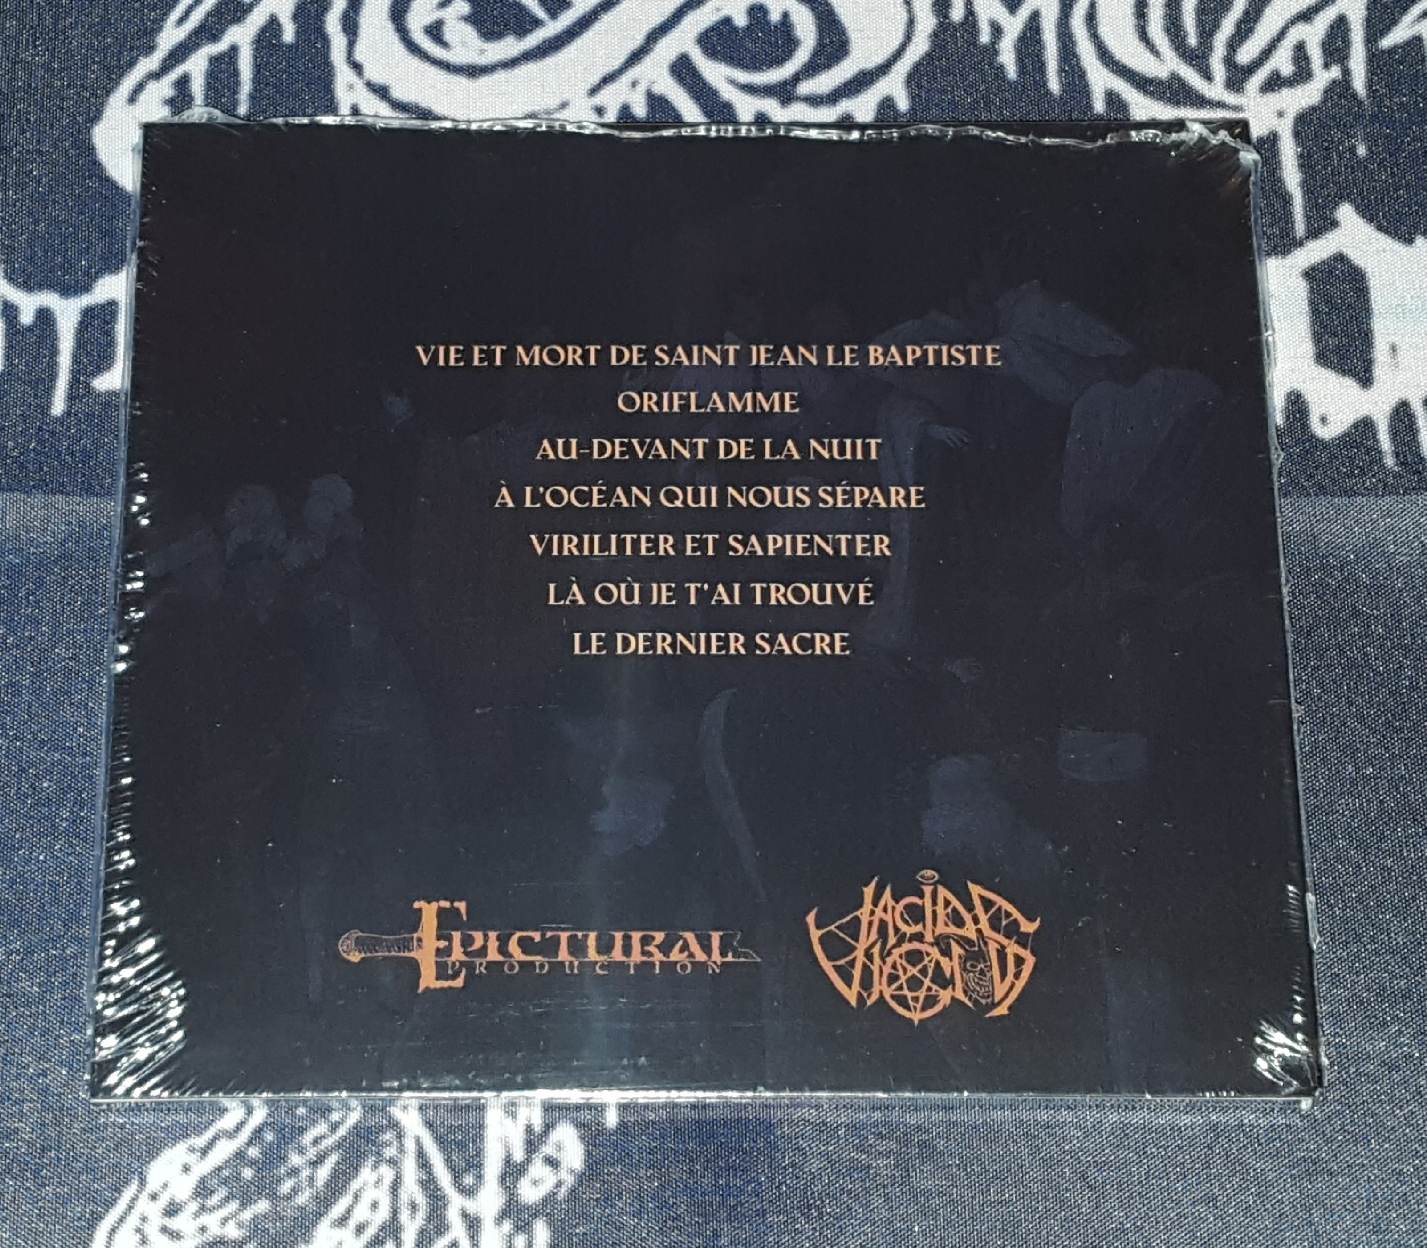 VIE ET MORT DE SAINT JEAN LE BAPTISTE
ORIFLAMME
AU-DEVANT DE LA NUIT
À L'OCÉAN QUI NOUS SÉPARE
VIRILITER ET SAPIENTER
LÀ OÙ JE T'AI TROUVÉ
LE DERNIER SACRE
EPICTURAL
PRODUCTION